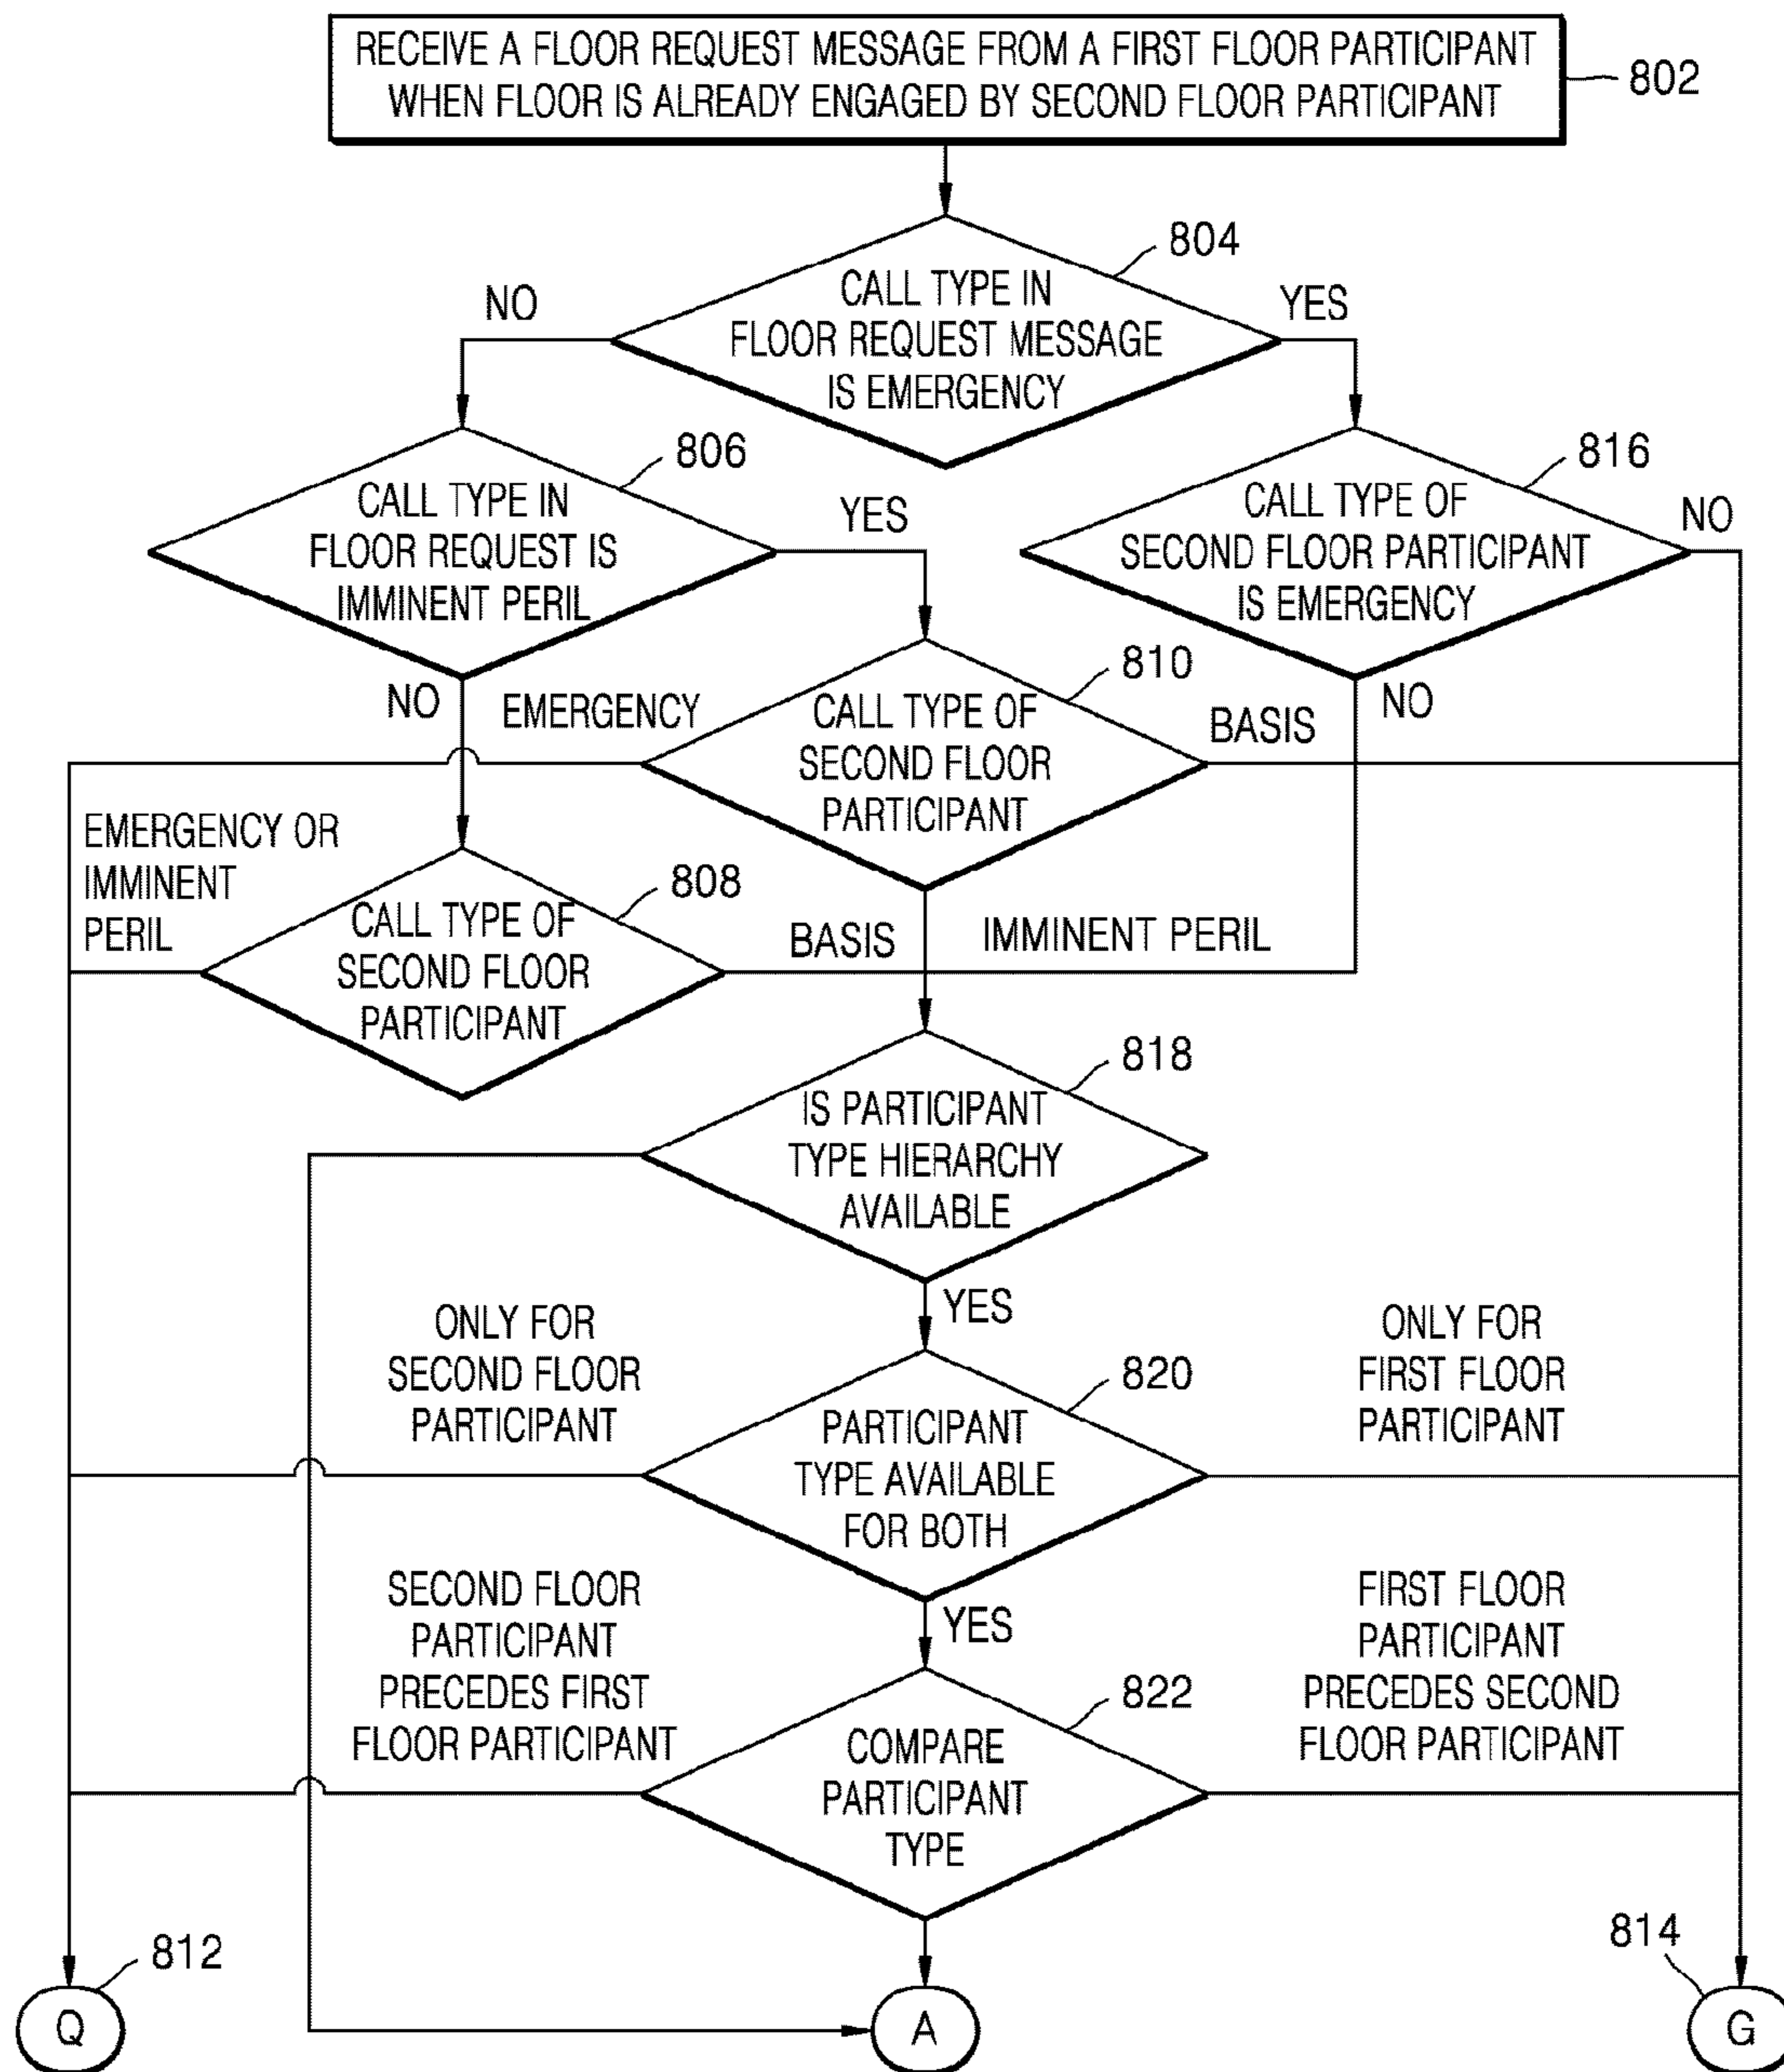 RECEIVE A FLOOR REQUEST MESSAGE FROM A FIRST FLOOR PARTICIPANT
WHEN FLOOR IS ALREADY ENGAGED BY SECOND FLOOR PARTICIPANT
802
804
CALL TYPE IN
FLOOR REQUEST MESSAGE
IS EMERGENCY
NO
YES
806
CALL TYPE IN
FLOOR REQUEST IS
IMMINENT PERIL
YES
NO
816
CALL TYPE OF
SECOND FLOOR PARTICIPANT
IS EMERGENCY
NO
NO
810
EMERGENCY
CALL TYPE OF
SECOND FLOOR
PARTICIPANT
BASIS
IMMINENT PERIL
EMERGENCY OR
IMMINENT
PERIL
808
CALL TYPE OF
SECOND FLOOR
PARTICIPANT
BASIS
818
IS PARTICIPANT
TYPE HIERARCHY
AVAILABLE
YES
ONLY FOR
SECOND FLOOR
PARTICIPANT
820
PARTICIPANT
TYPE AVAILABLE
FOR BOTH
ONLY FOR
FIRST FLOOR
PARTICIPANT
YES
SECOND FLOOR
PARTICIPANT
PRECEDES FIRST
FLOOR PARTICIPANT
822
COMPARE
PARTICIPANT
TYPE
FIRST FLOOR
PARTICIPANT
PRECEDES SECOND
FLOOR PARTICIPANT
812
Q
A
814
G